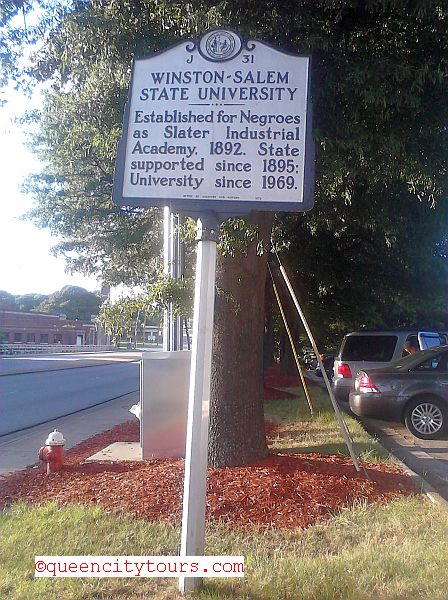 J 31
WINSTON-SALEM
STATE UNIVERSITY
Established for Negroes
as Slater Industrial
Academy, 1892. State
supported since 1895;
University since 1969.
©queencitytours.com